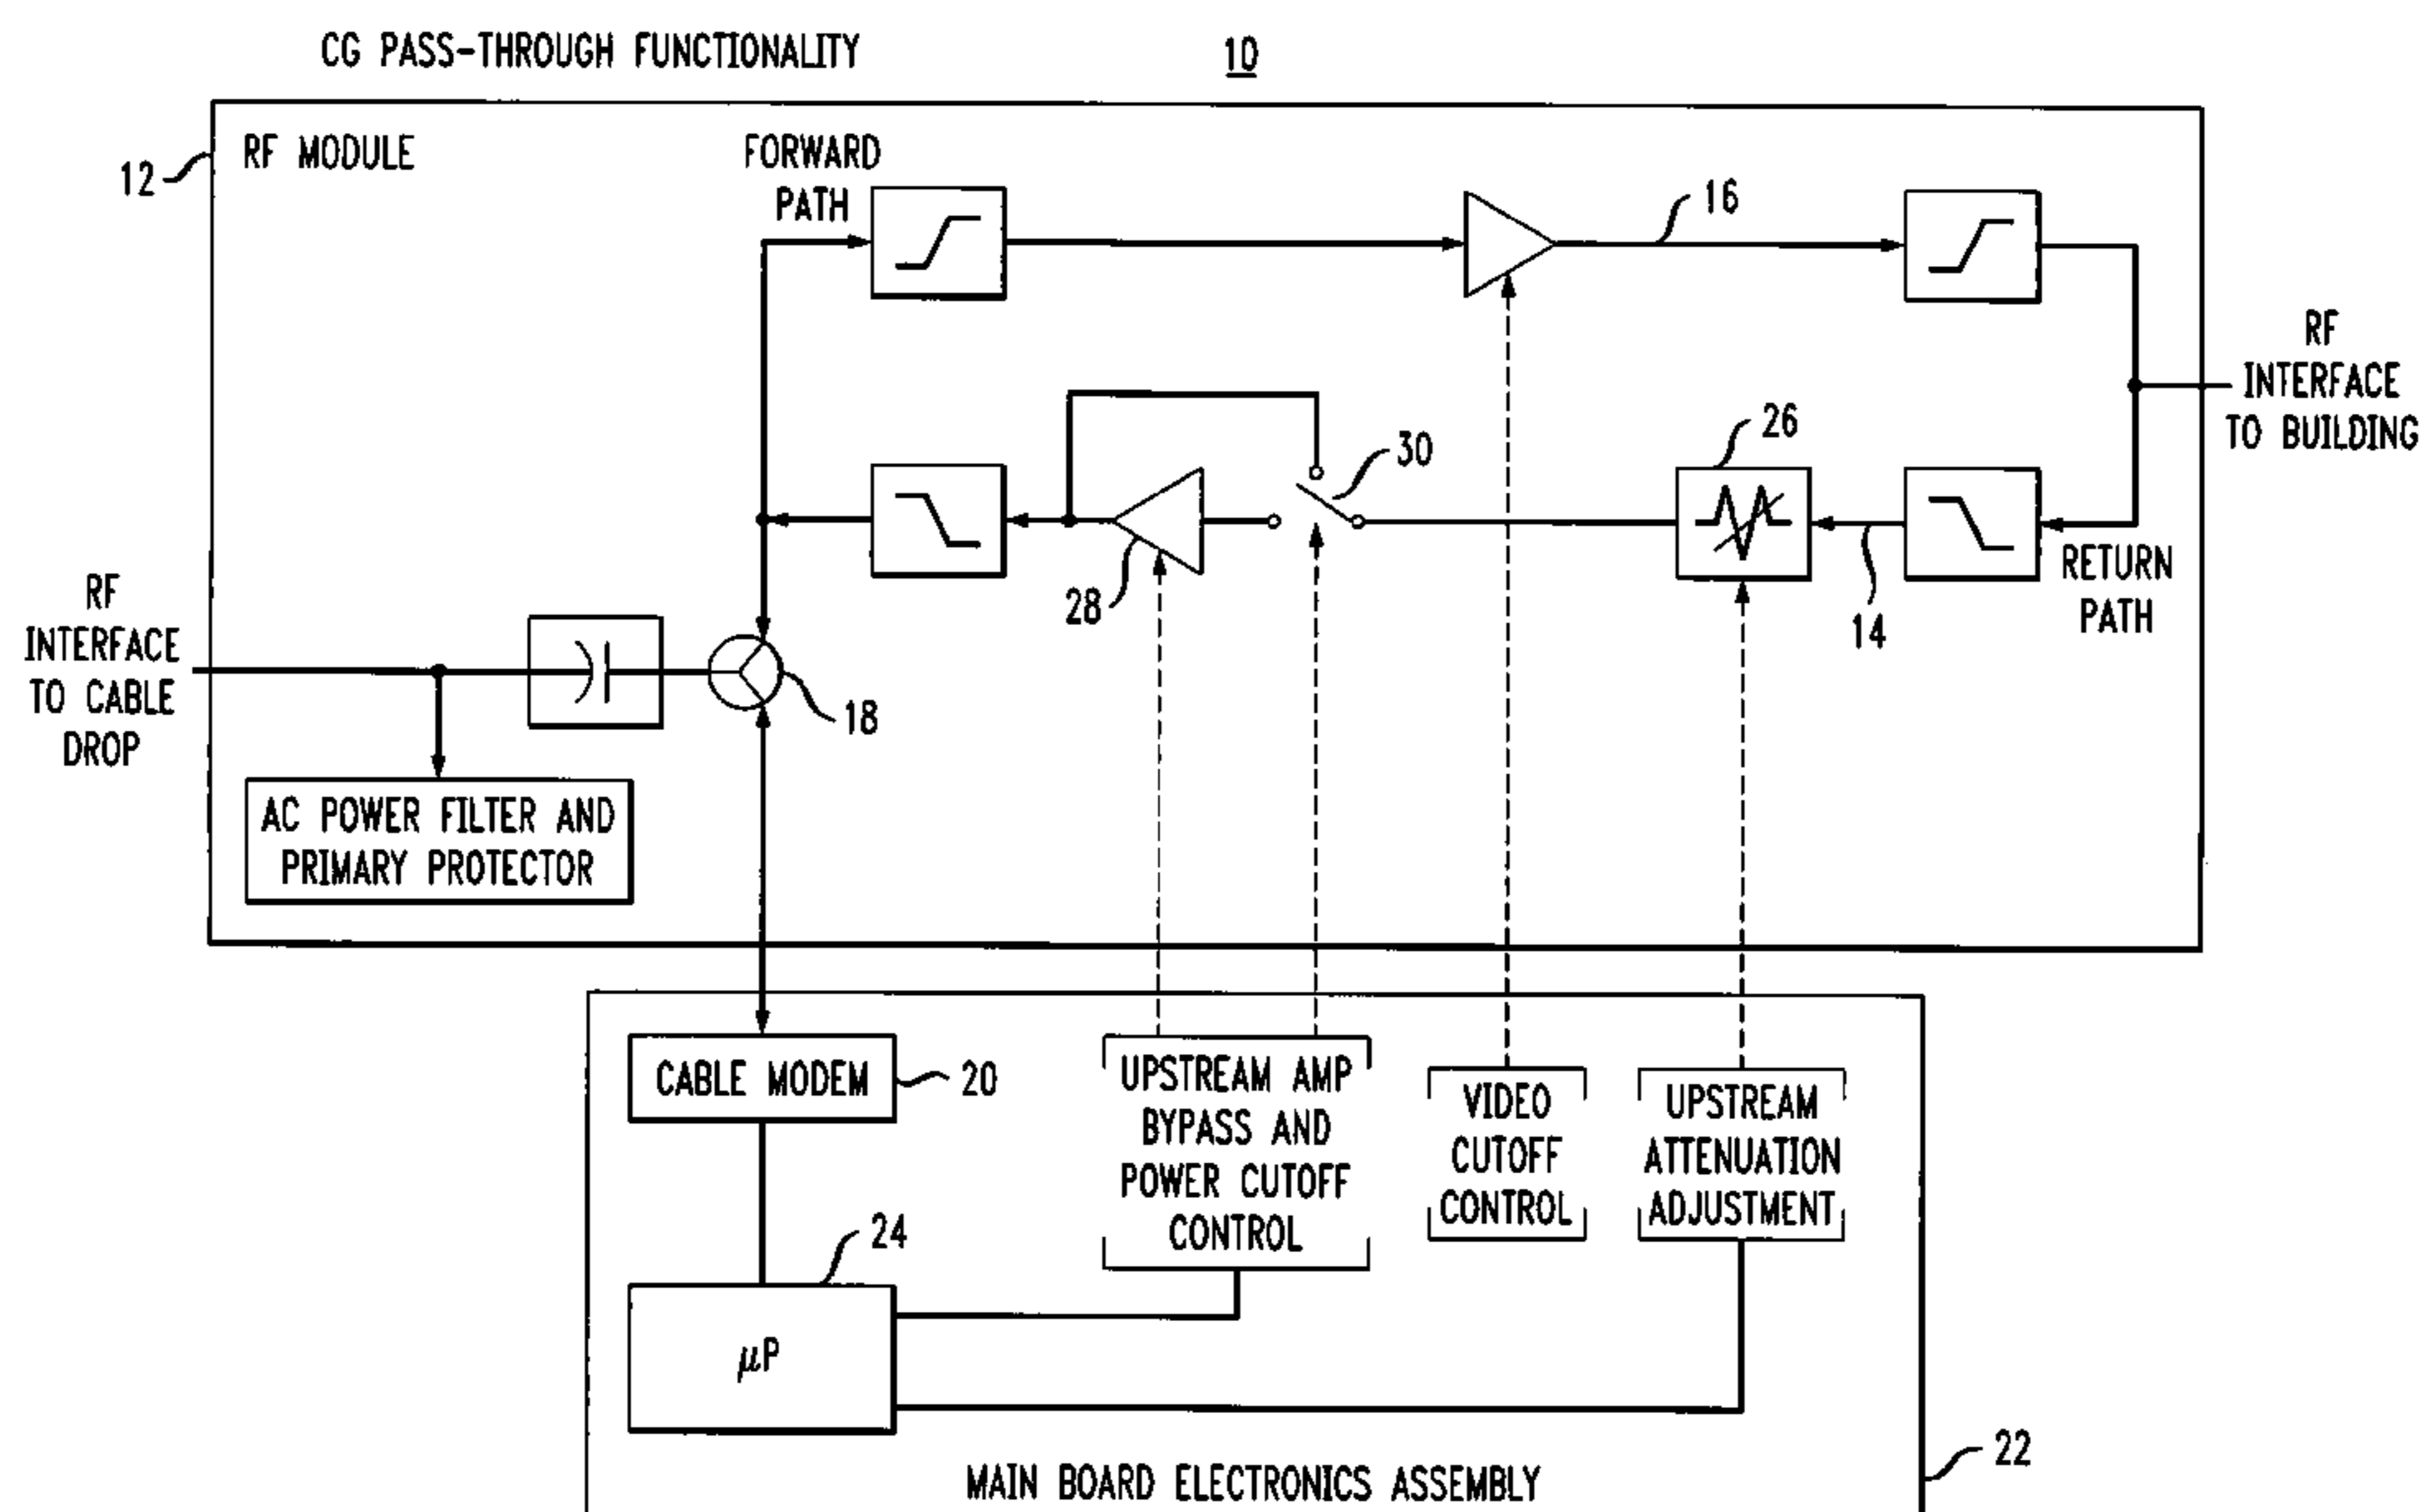 CG PASS-THROUGH FUNCTIONALITY
10
12
RF MODULE
FORWARD
PATH
16
RF
INTERFACE
TO BUILDING
26
30
28
14
RETURN
PATH
RF
INTERFACE
TO CABLE
DROP
18
AC POWER FILTER AND
PRIMARY PROTECTOR
CABLE MODEM
20
UPSTREAM AMP
BYPASS AND
POWER CUTOFF
CONTROL
VIDEO
CUTOFF
CONTROL
UPSTREAM
ATTENUATION
ADJUSTMENT
24
μP
22
MAIN BOARD ELECTRONICS ASSEMBLY